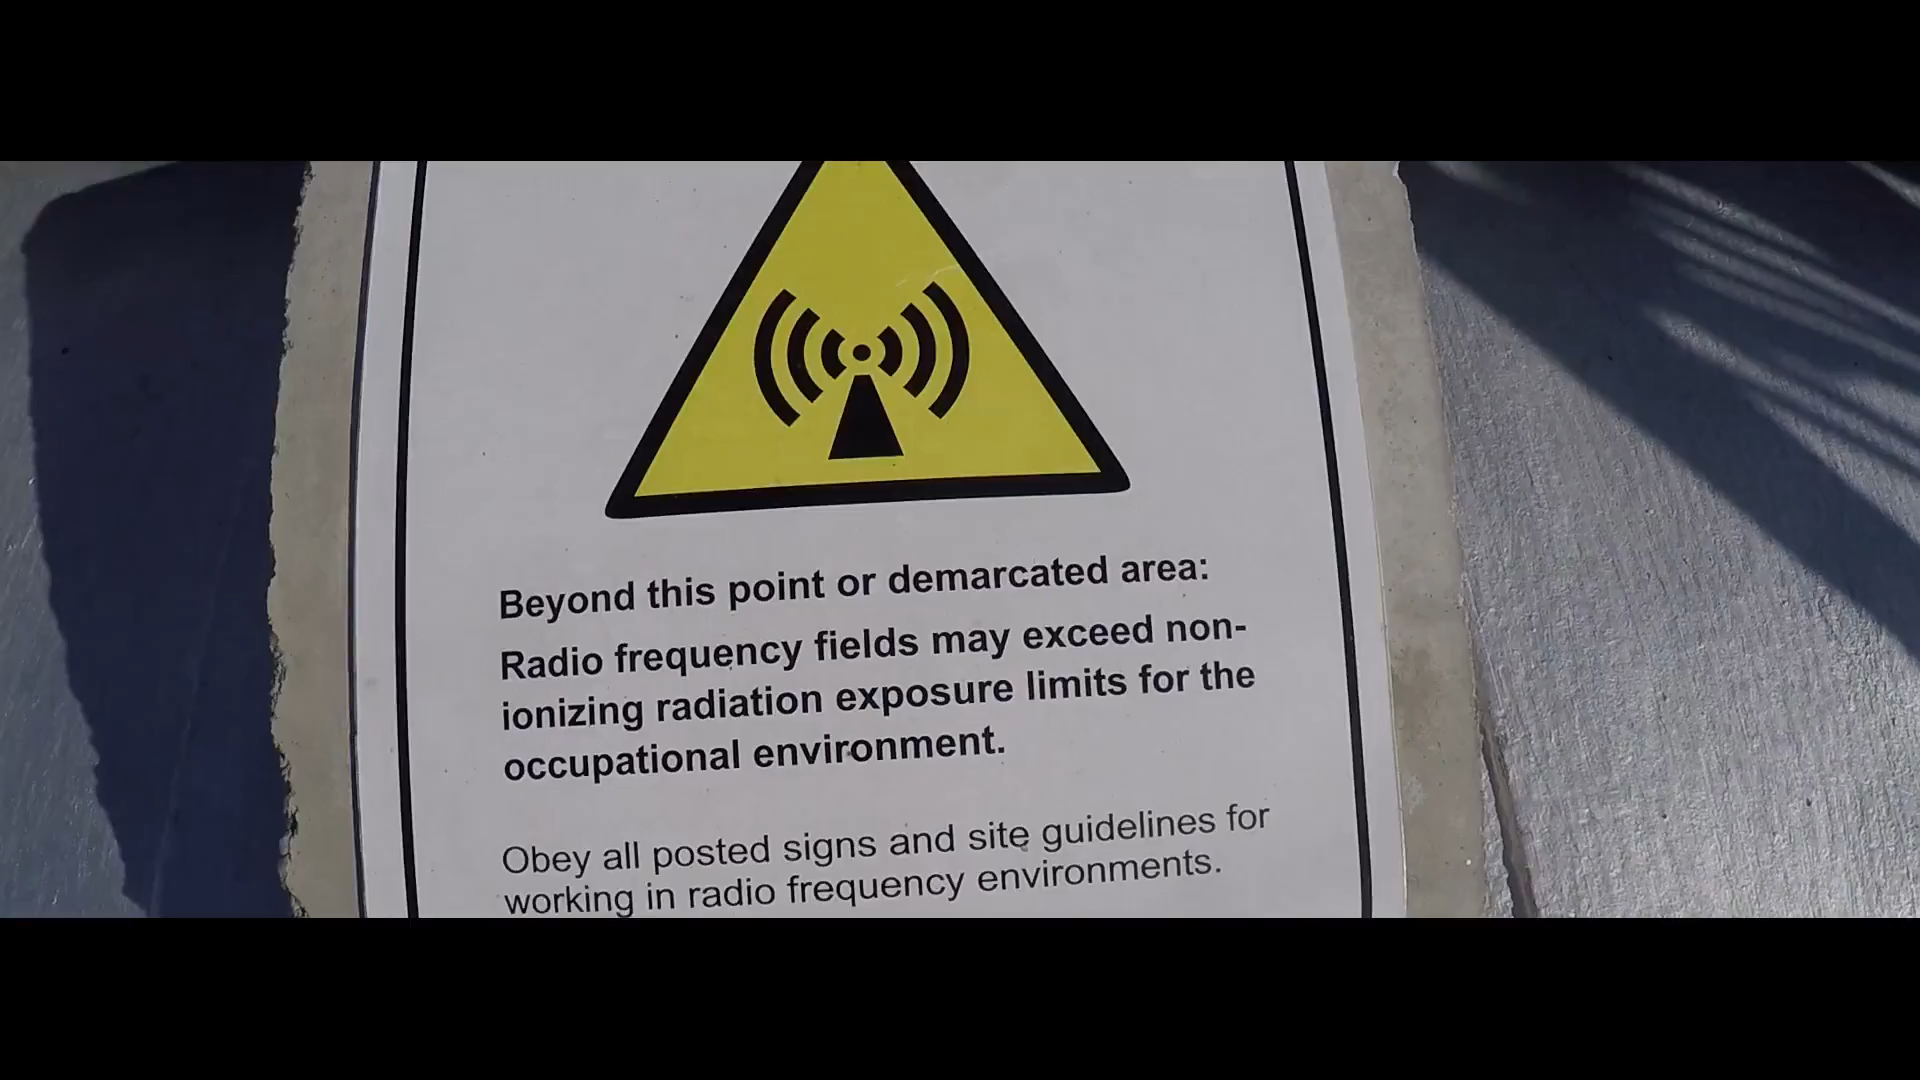 Beyond this point or demarcated area:
Radio frequency fields may exceed non-
ionizing radiation exposure limits for the
occupational environment.
Obey all posted signs and site guidelines for
working in radio frequency environments.